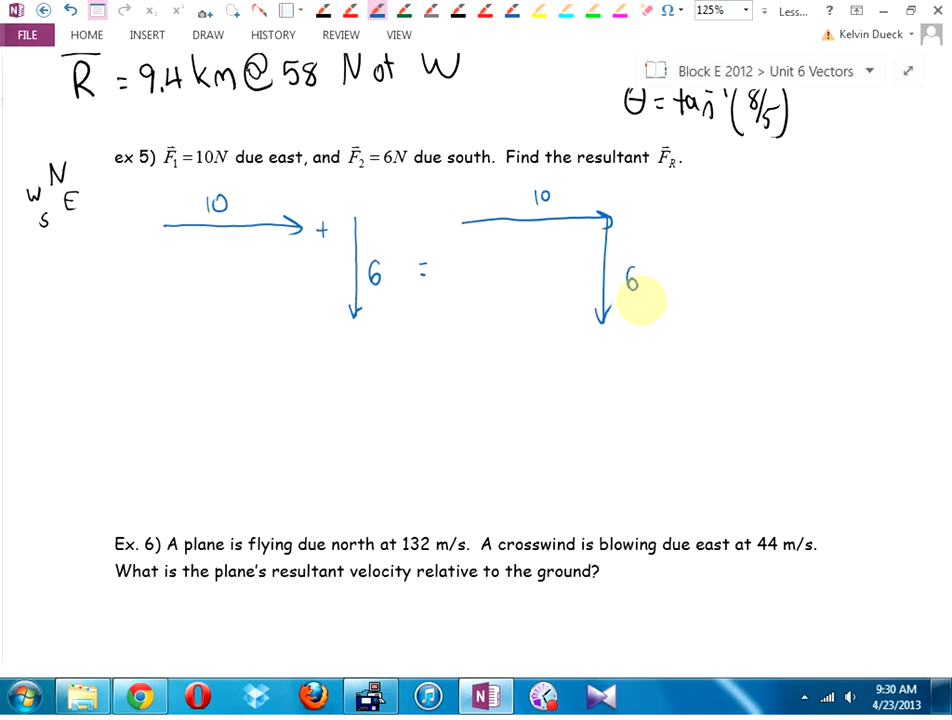 125%
Less...
?
FILE
HOME
INSERT
DRAW
HISTORY
REVIEW
VIEW
Kelvin Dueck
R = 9.4 km @ 58 N of W
Block E 2012 > Unit 6 Vectors
θ = tan⁻¹ (8/5)
ex 5) F₁ = 10N due east, and F₂ = 6N due south. Find the resultant F_R.
N
W E
S
10 + 6 = 10 6
Ex. 6) A plane is flying due north at 132 m/s. A crosswind is blowing due east at 44 m/s.
What is the plane's resultant velocity relative to the ground?
9:30 AM
4/23/2013